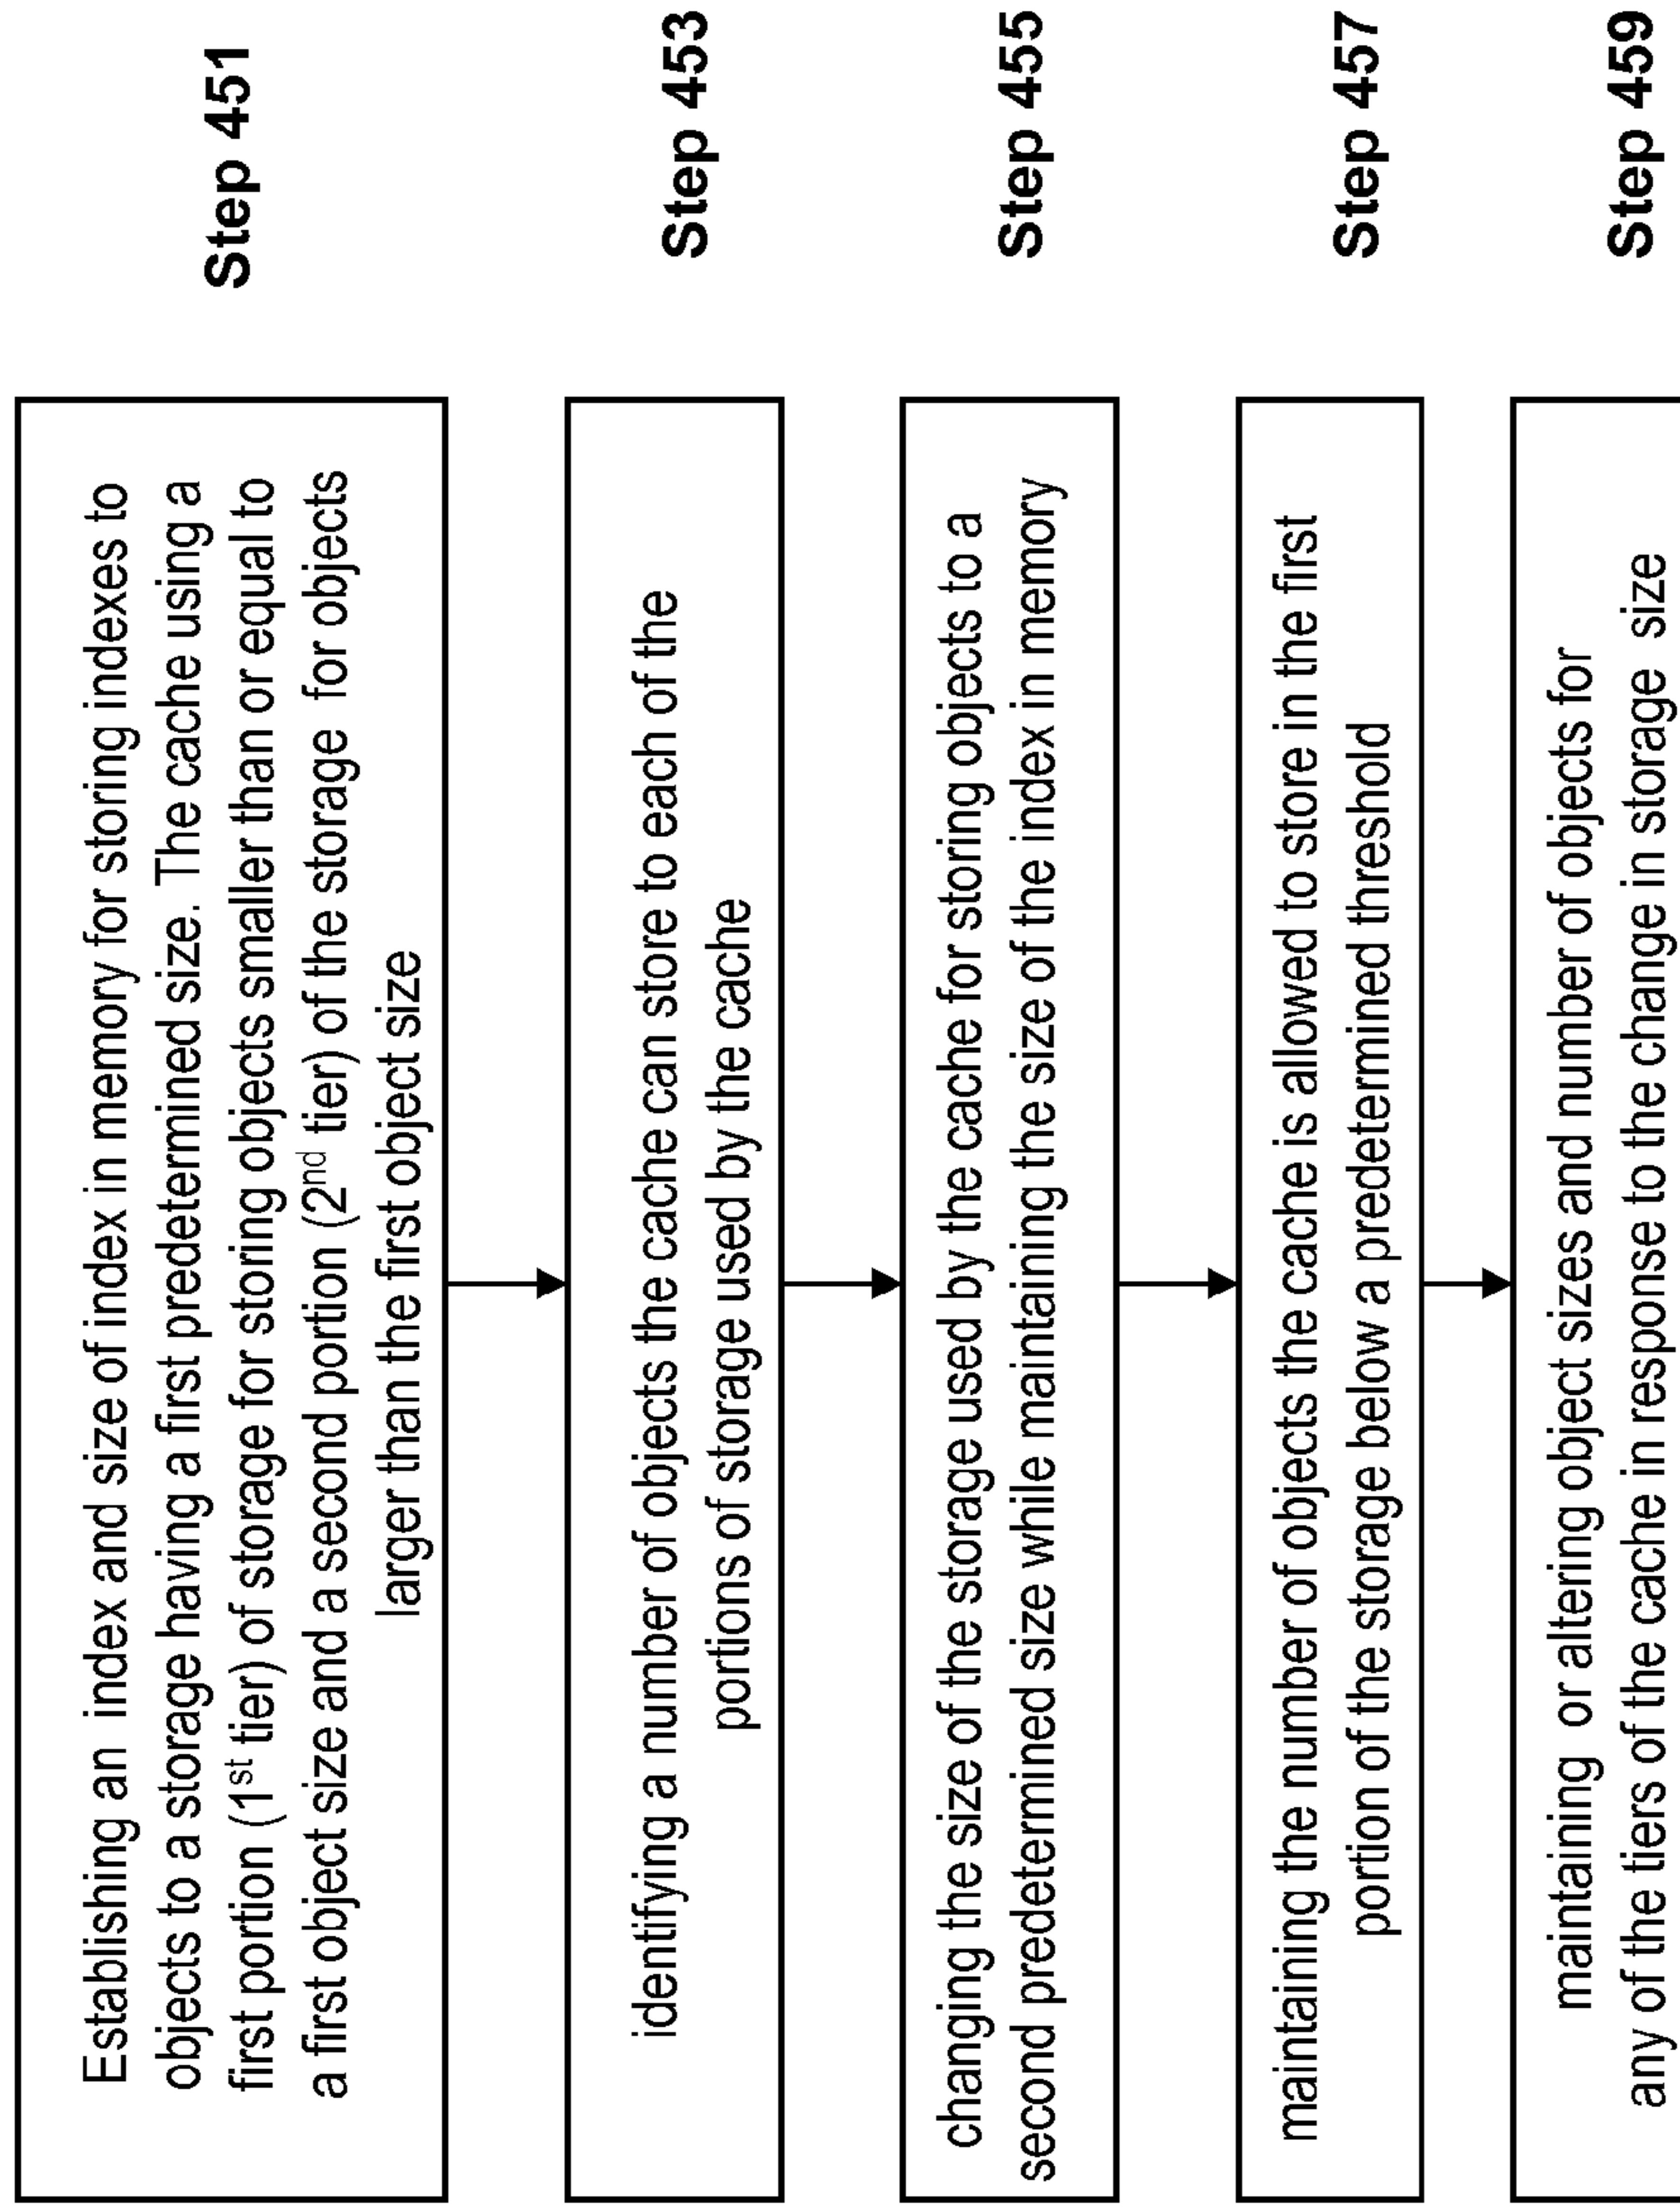 Establishing an index and size of index in memory for storing indexes to
objects to a storage having a first predetermined size. The cache using a
first portion (1st tier) of storage for storing objects smaller than or equal to
a first object size and a second portion (2nd tier) of the storage for objects
larger than the first object size
Step 451
identifying a number of objects the cache can store to each of the
portions of storage used by the cache
Step 453
changing the size of the storage used by the cache for storing objects to a
second predetermined size while maintaining the size of the index in memory
Step 455
maintaining the number of objects the cache is allowed to store in the first
portion of the storage below a predetermined threshold
Step 457
maintaining or altering object sizes and number of objects for
any of the tiers of the cache in response to the change in storage size
Step 459